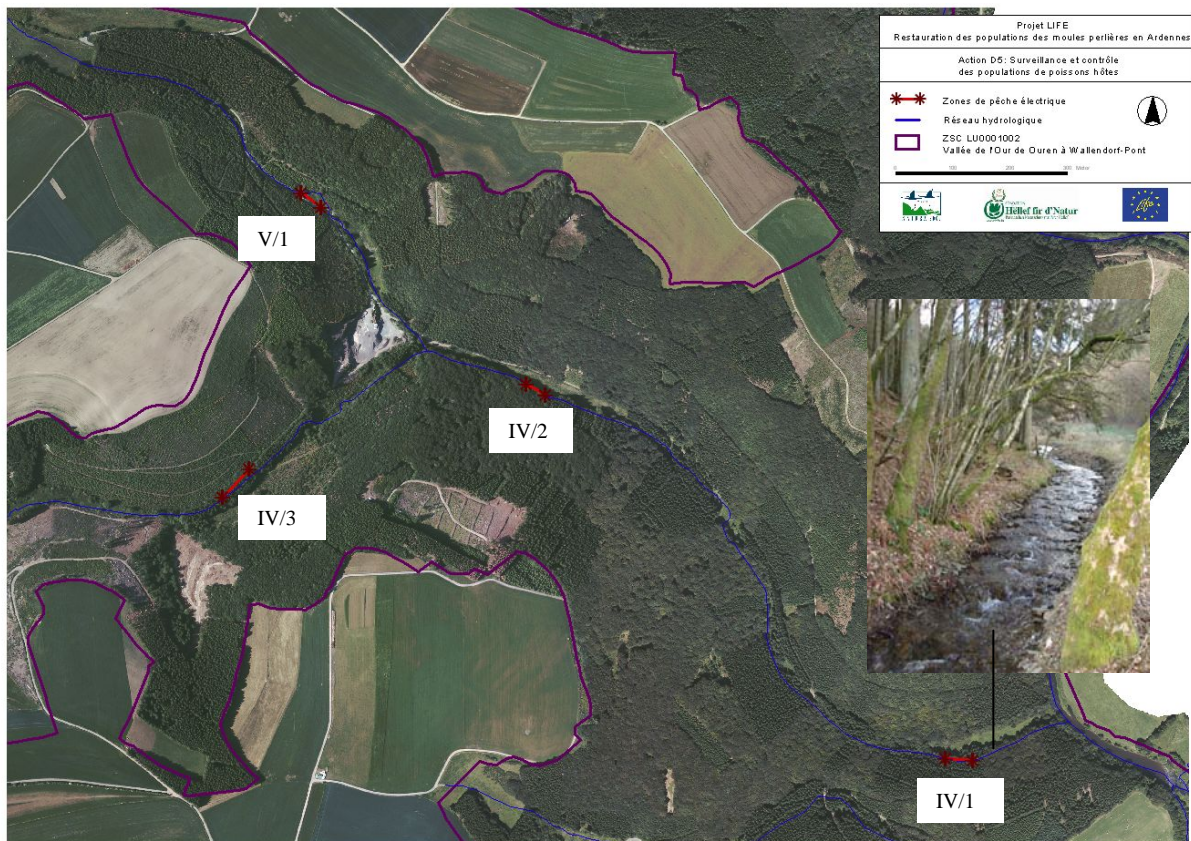 Projet LIFE
Restauration des populations des moules perlières en Ardennes
Action D5: Surveillance et contrôle
des populations de poissons hôtes
Zones de pêche électrique
Réseau hydrologique
ZSC LU0001002
Vallée de l'Our de Ouren à Wallendorf-Pont
0 100 200 300
Hëllef fir d'Natur
V/1
IV/2
IV/3
IV/1